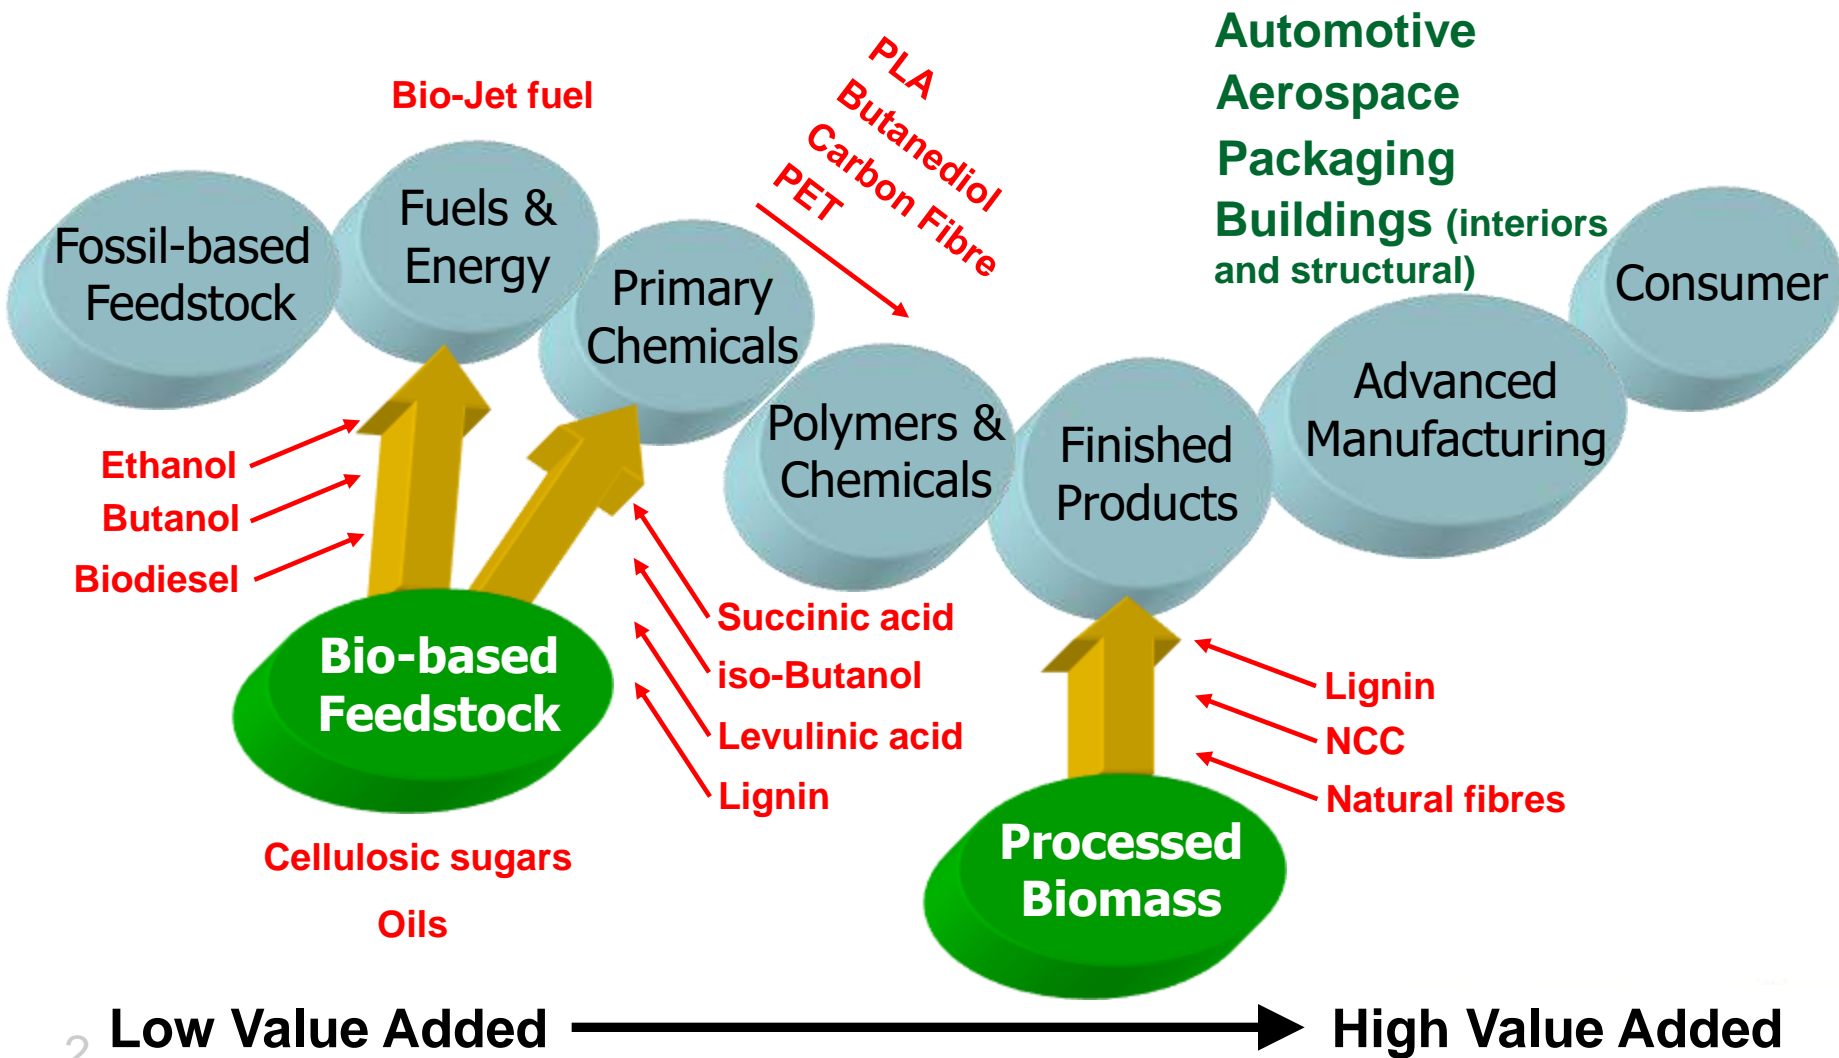 Automotive
Aerospace
Packaging
Buildings (interiors
and structural)
Bio-Jet fuel
PLA
Butanediol
Carbon Fibre
PET
Fossil-based
Feedstock
Fuels &
Energy
Primary
Chemicals
Polymers &
Chemicals
Finished
Products
Advanced
Manufacturing
Consumer
Ethanol
Butanol
Biodiesel
Bio-based
Feedstock
Succinic acid
iso-Butanol
Levulinic acid
Lignin
Lignin
NCC
Natural fibres
Cellulosic sugars
Oils
Processed
Biomass
2
Low Value Added
High Value Added